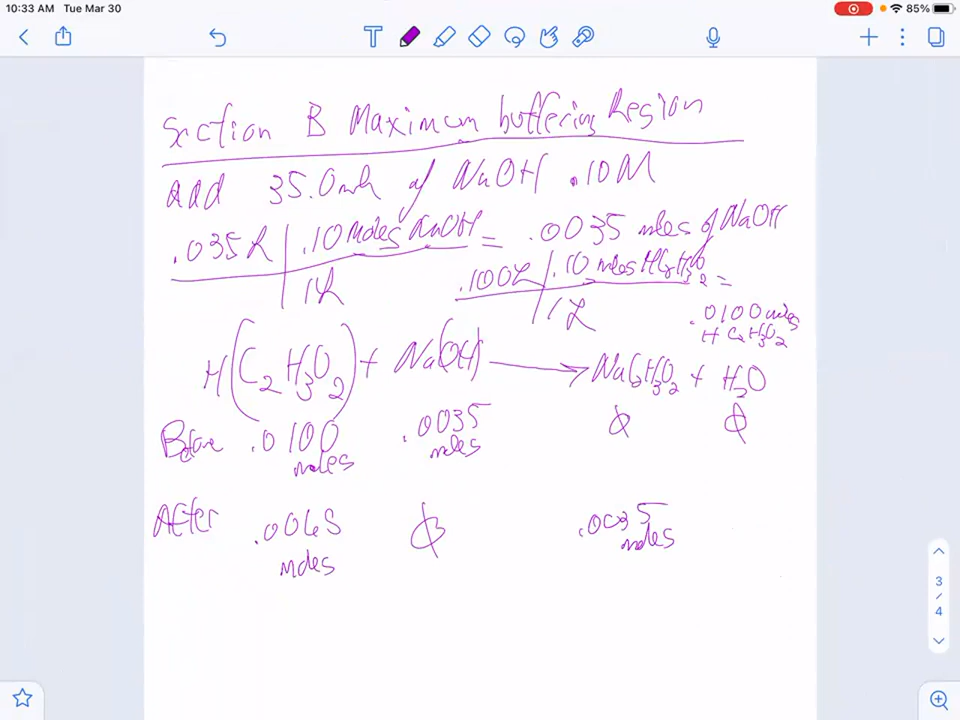 10:33 AM Tue Mar 30
85%
T
Section B Maximum buffering Region
Add 35.0mL of NaOH .10M
.035L | .10 moles NaOH = .0035 moles of NaOH
1L
.100L | .10 moles HC₂H₃O₂ =
1L
.0100 moles
HC₂H₃O₂
H(C₂H₃O₂) + Na(OH) → NaC₂H₃O₂ + H₂O
Before .0100 moles .0035 moles ϕ ϕ
After .0065 moles ϕ .0035 moles
3
/
4